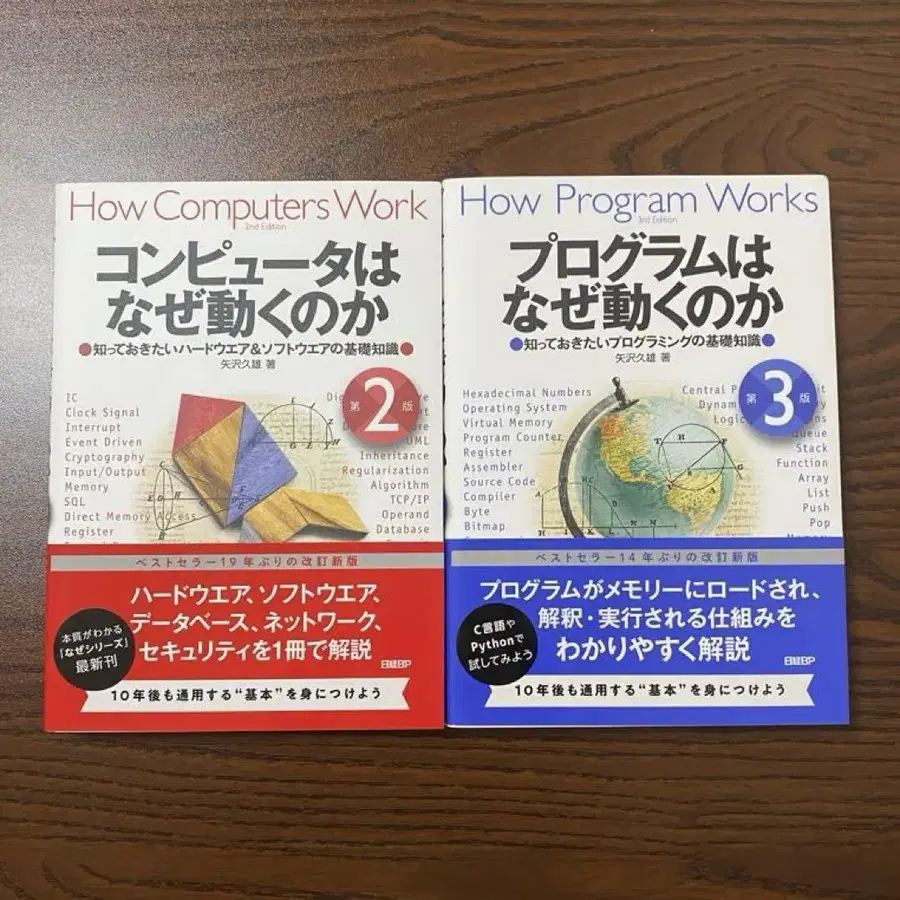 How Computers Work
2nd Edition
コンピュータは
なぜ動くのか
●知っておきたいハードウエア&ソフトウエアの基礎知識●
矢沢久雄 著
第2版
IC
Clock Signal
Interrupt
Event Driven
Cryptography
Input/Output
Memory
SQL
Direct Memory Access
Register
UML
Inheritance
Regularization
Algorithm
TCP/IP
Operand
Database
ベストセラー19年ぶりの改訂新版
ハードウエア、ソフトウエア、
データベース、ネットワーク、
セキュリティを1冊で解説
本質がわかる
「なぜシリーズ」
最新刊
日経BP
10年後も通用する“基本”を身につけよう
How Program Works
3rd Edition
プログラムは
なぜ動くのか
●知っておきたいプログラミングの基礎知識●
矢沢久雄 著
第3版
Hexadecimal Numbers
Operating System
Virtual Memory
Program Counter
Register
Assembler
Source Code
Compiler
Byte
Bitmap
Central
Queue
Stack
Function
Array
List
Push
Pop
ベストセラー14年ぶりの改訂新版
プログラムがメモリーにロードされ、
解釈・実行される仕組みを
わかりやすく解説
C言語や
Pythonで
試してみよう
日経BP
10年後も通用する“基本”を身につけよう